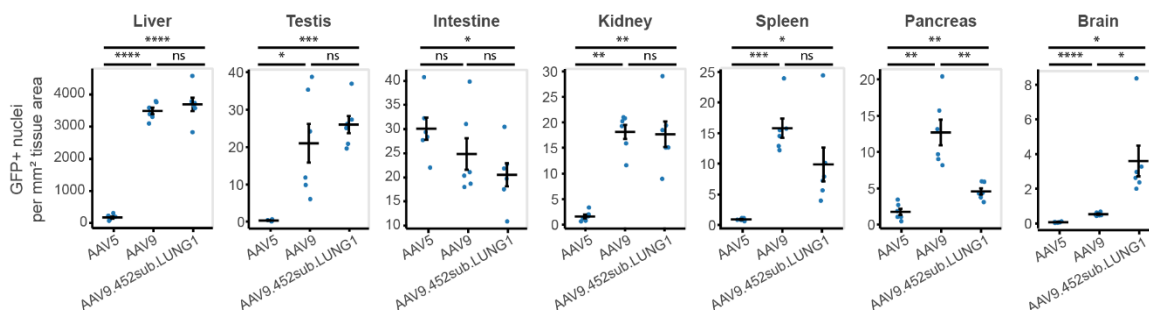 Liver Testis Intestine Kidney Spleen Pancreas Brain
**** *** * ** * ** *
**** ns * ns ns ns ** ns *** ns ** ** **** *
GFP+ nuclei
per mm² tissue area
4000 3000 2000 1000 0
40 30 20 10 0
40 35 30 25 20 15 10
30 25 20 15 10 5 0
25 20 15 10 5 0
20 15 10 5 0
8 6 4 2 0
AAV5 AAV9 AAV9.452sub.LUNG1
AAV5 AAV9 AAV9.452sub.LUNG1
AAV5 AAV9 AAV9.452sub.LUNG1
AAV5 AAV9 AAV9.452sub.LUNG1
AAV5 AAV9 AAV9.452sub.LUNG1
AAV5 AAV9 AAV9.452sub.LUNG1
AAV5 AAV9 AAV9.452sub.LUNG1